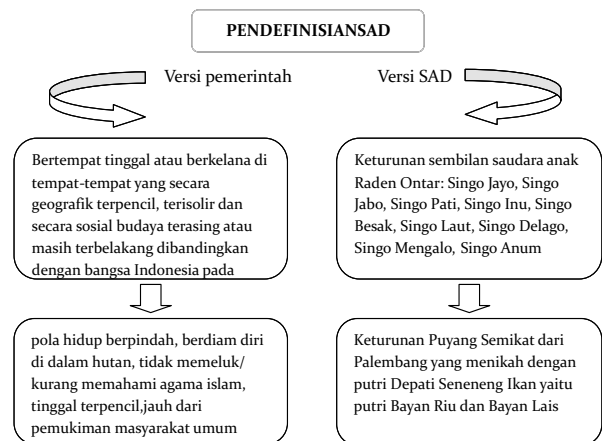 PENDEFINISIANSAD
Versi pemerintah
Versi SAD
Bertempat tinggal atau berkelana di
tempat-tempat yang secara
geografik terpencil, terisolir dan
secara sosial budaya terasing atau
masih terbelakang dibandingkan
dengan bangsa Indonesia pada
Keturunan sembilan saudara anak
Raden Ontar: Singo Jayo, Singo
Jabo, Singo Pati, Singo Inu, Singo
Besak, Singo Laut, Singo Delago,
Singo Mengalo, Singo Anum
pola hidup berpindah, berdiam diri
di dalam hutan, tidak memeluk/
kurang memahami agama islam,
tinggal terpencil,jauh dari
pemukiman masyarakat umum
Keturunan Puyang Semikat dari
Palembang yang menikah dengan
putri Depati Seneneng Ikan yaitu
putri Bayan Riu dan Bayan Lais